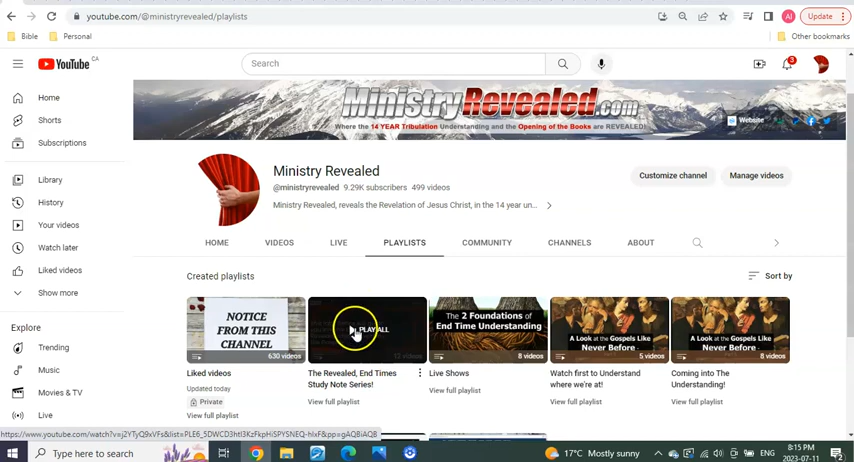 youtube.com/@ministryrevealed/playlists
Update
Bible
Personal
Other bookmarks
YouTube CA
Search
3
AI
MinistryRevealed.com
Where the 14 YEAR Tribulation Understanding and the Opening of the Books are REVEALED!
Website
Home
Shorts
Subscriptions
Library
History
Your videos
Watch later
Liked videos
Show more
Explore
Trending
Music
Movies & TV
Live
Ministry Revealed
@ministryrevealed 9.29K subscribers 499 videos
Ministry Revealed, reveals the Revelation of Jesus Christ, in the 14 year un...
Customize channel
Manage videos
HOME
VIDEOS
LIVE
PLAYLISTS
COMMUNITY
CHANNELS
ABOUT
Created playlists
Sort by
NOTICE
FROM THIS
CHANNEL
630 videos
Liked videos
Updated today
Private
View full playlist
PLAY ALL
12 videos
The Revealed, End Times
Study Note Series!
View full playlist
The 2 Foundations of
End Time Understanding
8 videos
Live Shows
View full playlist
A Look at the Gospels Like
Never Before -
5 videos
Watch first to Understand
where we're at!
View full playlist
A Look at the Gospels Like
Never Before -
8 videos
Coming into The
Understanding!
View full playlist
Type here to search
17°C Mostly sunny
ENG
8:15 PM
2023-07-11
2